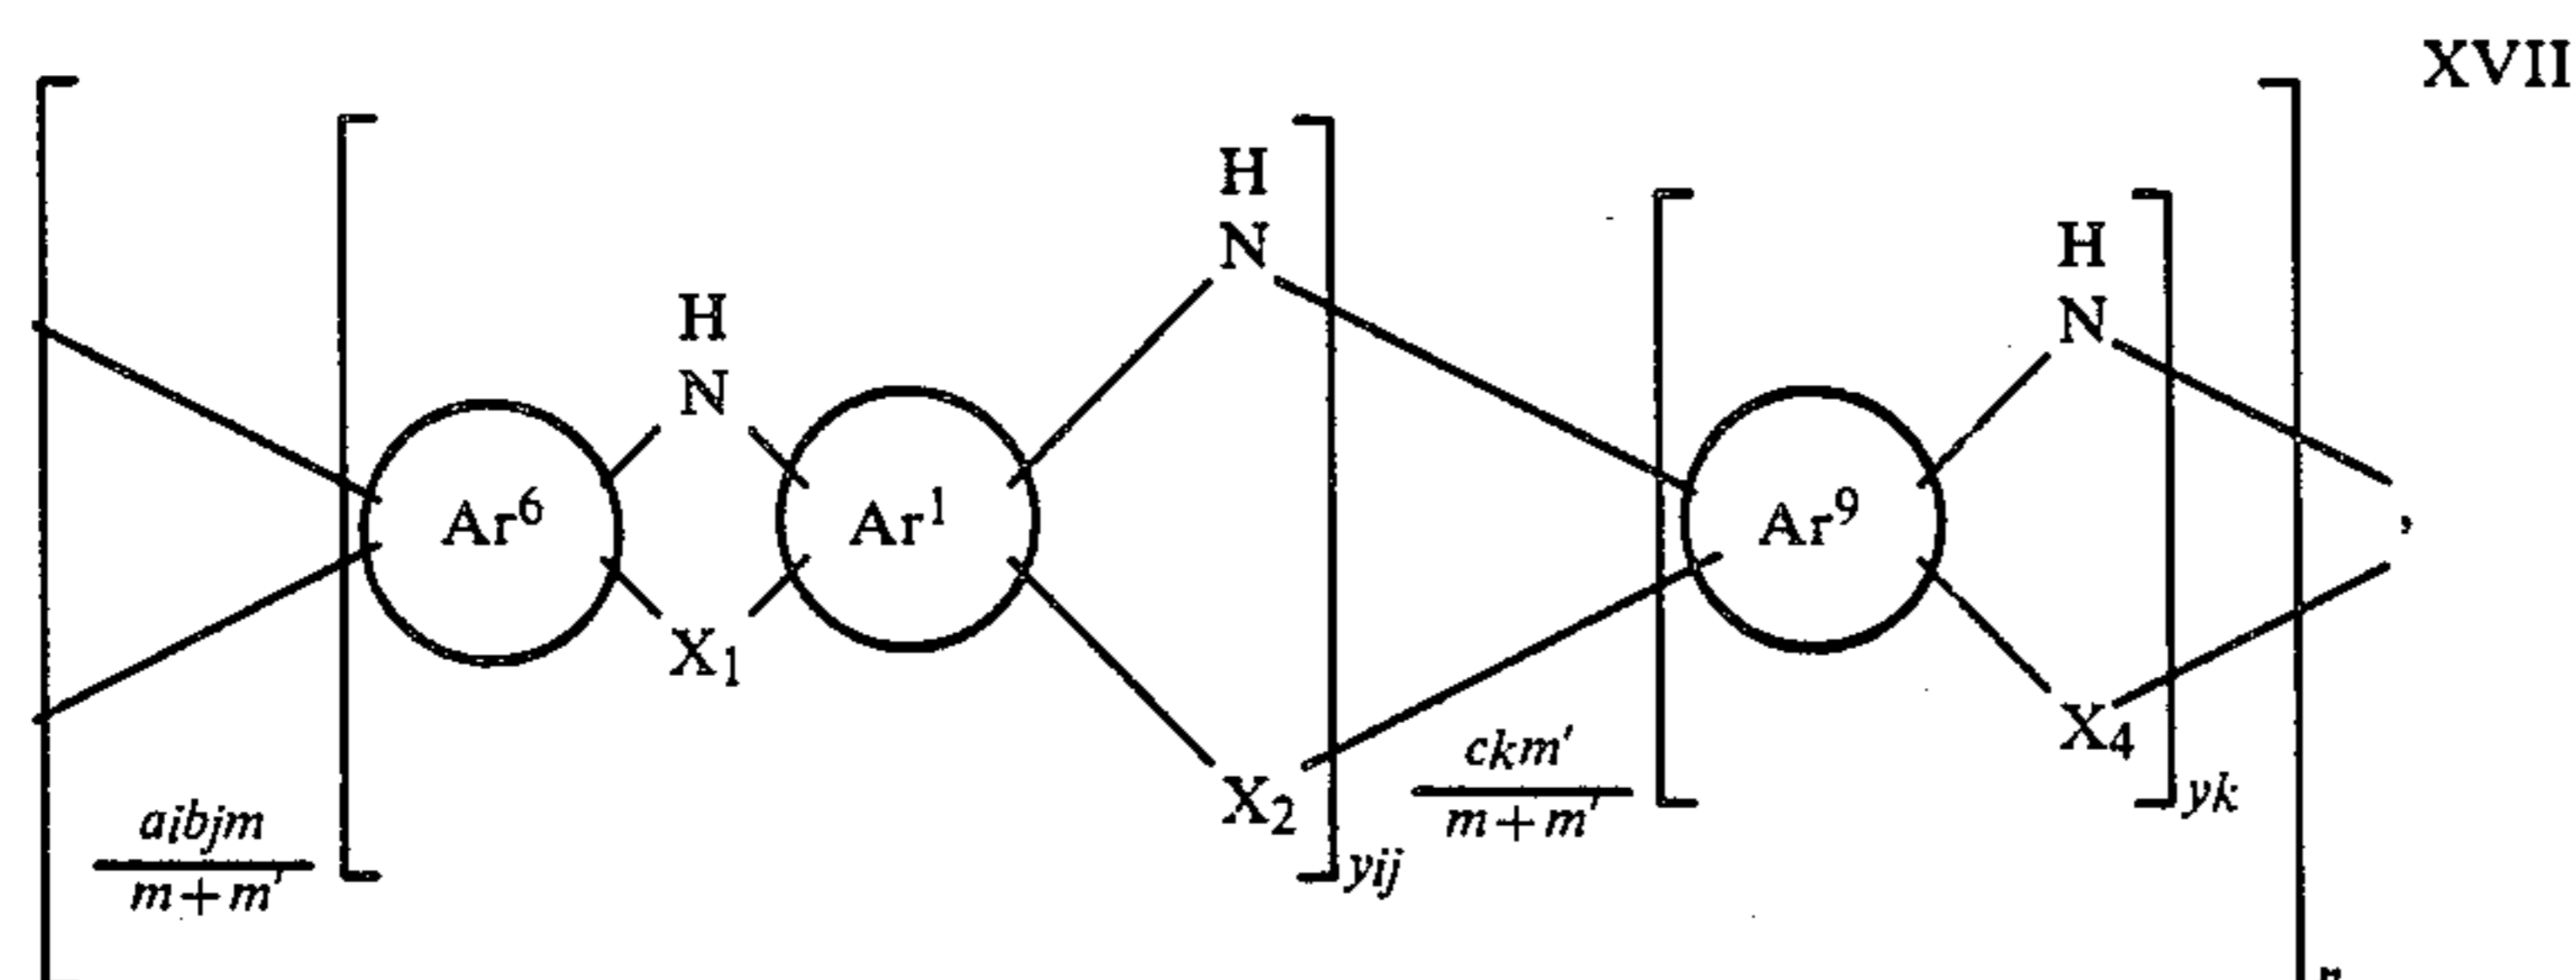 XVII
H
N
H
N
H
N
Ar⁶
Ar¹
Ar⁹
,
X₁
X₂
X₄
aᵢbⱼm
m+m'
yij
cₖm'
m+m'
yk